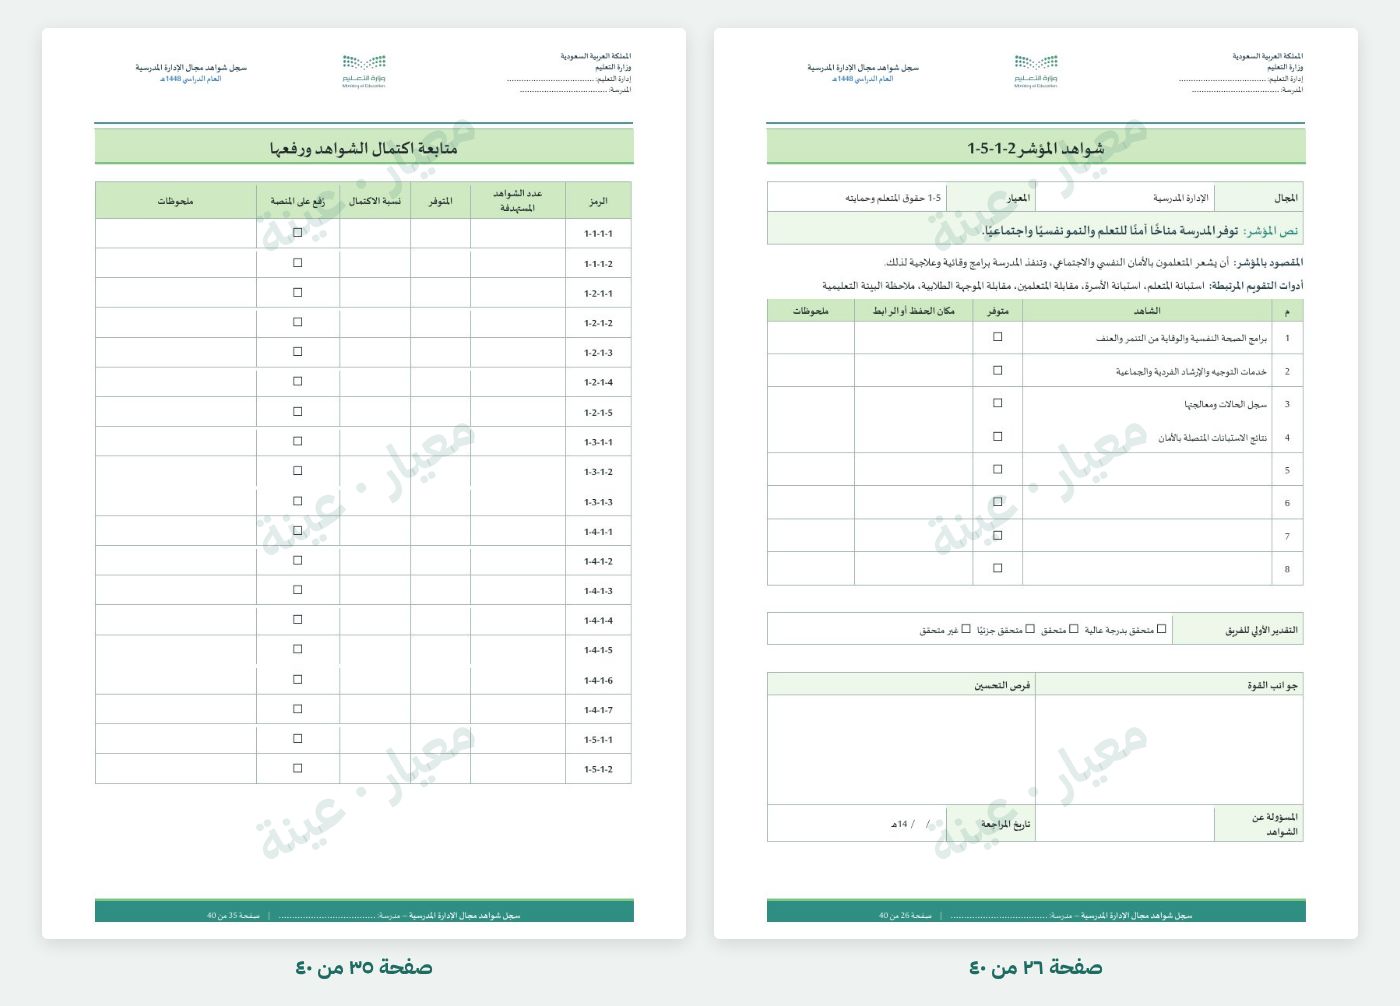 المملكة العربية السعودية
وزارة التعليم
إدارة التعليم: ....................................
المدرسة: ....................................
وزارة التعليم
Ministry of Education
سجل شواهد مجال الإدارة المدرسية
العام الدراسي 1448هـ
شواهد المؤشر 2-1-5-1
المجال الإدارة المدرسية المعيار 5-1 حقوق المتعلم وحمايته
نص المؤشر: توفر المدرسة مناخًا آمنًا للتعلم والنمو نفسيًا واجتماعيًا.
المقصود بالمؤشر: أن يشعر المتعلمون بالأمان النفسي والاجتماعي، وتنفذ المدرسة برامج وقائية وعلاجية لذلك.
أدوات التقويم المرتبطة: استبانة المتعلم، استبانة الأسرة، مقابلة المتعلمين، مقابلة الموجهة الطلابية، ملاحظة البيئة التعليمية
م الشاهد متوفر مكان الحفظ أو الرابط ملحوظات
1 برامج الصحة النفسية والوقاية من التنمر والعنف ☐
2 خدمات التوجيه والإرشاد الفردية والجماعية ☐
3 سجل الحالات ومعالجتها ☐
4 نتائج الاستبانات المتصلة بالأمان ☐
5 ☐
6 ☐
7 ☐
8 ☐
التقدير الأولي للفريق ☐ متحقق بدرجة عالية ☐ متحقق ☐ متحقق جزئيًا ☐ غير متحقق
جوانب القوة فرص التحسين
المسؤولة عن الشواهد تاريخ المراجعة / / 14هـ
سجل شواهد مجال الإدارة المدرسية – مدرسة: .................................... | صفحة 26 من 40
معيار · عينة
معيار · عينة
معيار · عينة
صفحة ٢٦ من ٤٠
المملكة العربية السعودية
وزارة التعليم
إدارة التعليم: ....................................
المدرسة: ....................................
وزارة التعليم
Ministry of Education
سجل شواهد مجال الإدارة المدرسية
العام الدراسي 1448هـ
متابعة اكتمال الشواهد ورفعها
الرمز عدد الشواهد المستهدفة المتوفر نسبة الاكتمال رُفع على المنصة ملحوظات
1-1-1-1 ☐
1-1-1-2 ☐
1-2-1-1 ☐
1-2-1-2 ☐
1-2-1-3 ☐
1-2-1-4 ☐
1-2-1-5 ☐
1-3-1-1 ☐
1-3-1-2 ☐
1-3-1-3 ☐
1-4-1-1 ☐
1-4-1-2 ☐
1-4-1-3 ☐
1-4-1-4 ☐
1-4-1-5 ☐
1-4-1-6 ☐
1-4-1-7 ☐
1-5-1-1 ☐
1-5-1-2 ☐
سجل شواهد مجال الإدارة المدرسية – مدرسة: .................................... | صفحة 35 من 40
معيار · عينة
معيار · عينة
معيار · عينة
صفحة ٣٥ من ٤٠